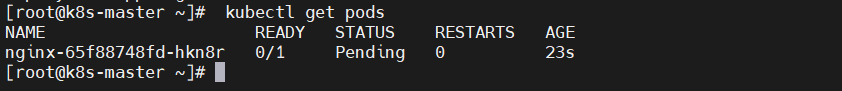 [root@k8s-master ~]#  kubectl get pods
NAME                     READY   STATUS    RESTARTS   AGE
nginx-65f88748fd-hkn8r   0/1     Pending   0          23s
[root@k8s-master ~]#